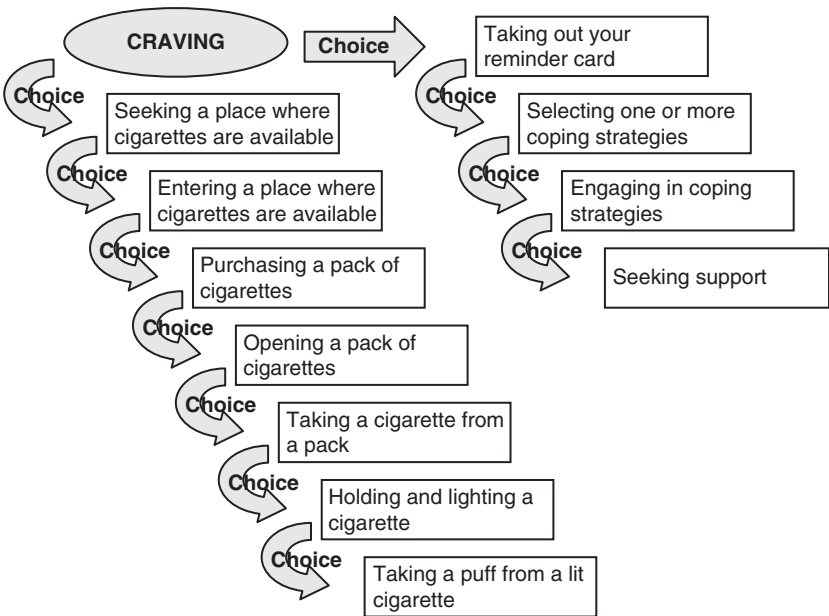 CRAVING
Choice
Taking out your
reminder card
Choice
Seeking a place where
cigarettes are available
Choice
Entering a place where
cigarettes are available
Choice
Purchasing a pack of
cigarettes
Choice
Opening a pack of
cigarettes
Choice
Taking a cigarette from
a pack
Choice
Holding and lighting a
cigarette
Choice
Taking a puff from a lit
cigarette
Choice
Selecting one or more
coping strategies
Choice
Engaging in coping
strategies
Choice
Seeking support